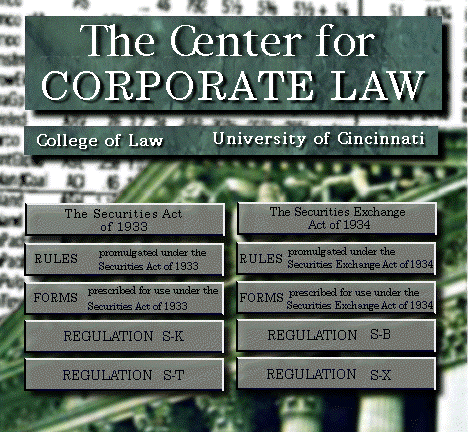 The Center for
CORPORATE LAW
College of Law
University of Cincinnati
The Securities Act
of 1933
The Securities Exchange
Act of 1934
RULES promulgated under the
Securities Act of 1933
RULES promulgated under the
Securities Exchange Act of 1934
FORMS prescribed for use under the
Securities Act of 1933
FORMS prescribed for use under the
Securities Exchange Act of 1934
REGULATION S-K
REGULATION S-B
REGULATION S-T
REGULATION S-X